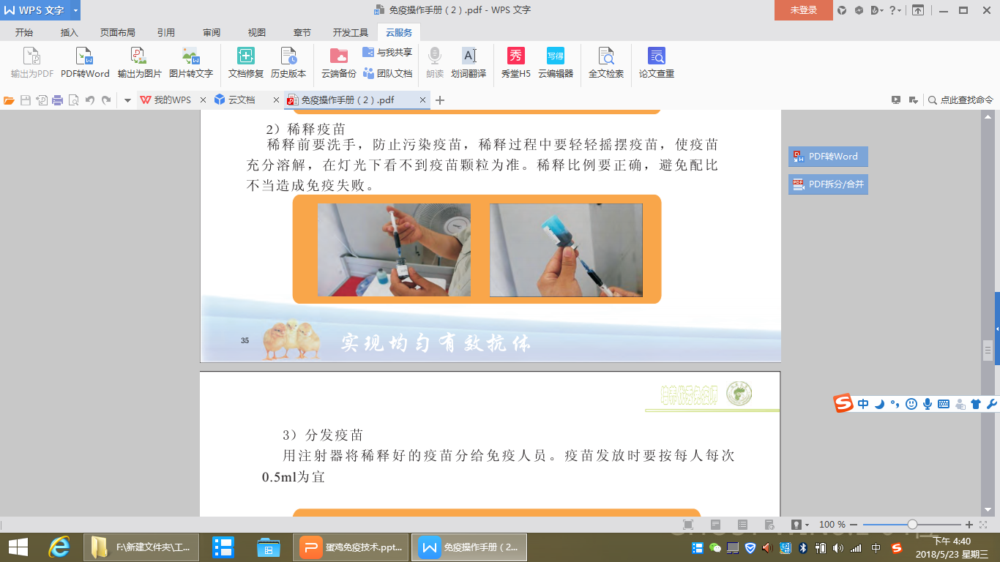 WPS 文字
免疫操作手册（2）.pdf - WPS 文字
未登录
开始 插入 页面布局 引用 审阅 视图 章节 开发工具 云服务
输出为PDF PDF转Word 输出为图片 图片转文字 文档修复 历史版本 云端备份 与我共享 团队文档 朗读 划词翻译 秀堂H5 云编辑器 全文检索 论文查重
我的WPS 云文档 免疫操作手册（2）.pdf 点此查找命令
2）稀释疫苗
稀释前要洗手，防止污染疫苗，稀释过程中要轻轻摇摆疫苗，使疫苗
充分溶解，在灯光下看不到疫苗颗粒为准。稀释比例要正确，避免配比
不当造成免疫失败。
PDF转Word
PDF拆分/合并
35
实现均匀有效抗体
培养优秀免疫师
中
3）分发疫苗
用注射器将稀释好的疫苗分给免疫人员。疫苗发放时要按每人每次
0.5ml为宜
100 %
F:\新建文件夹\工...
蛋鸡免疫技术.ppt...
免疫操作手册（2...
中
下午 4:40
2018/5/23 星期三